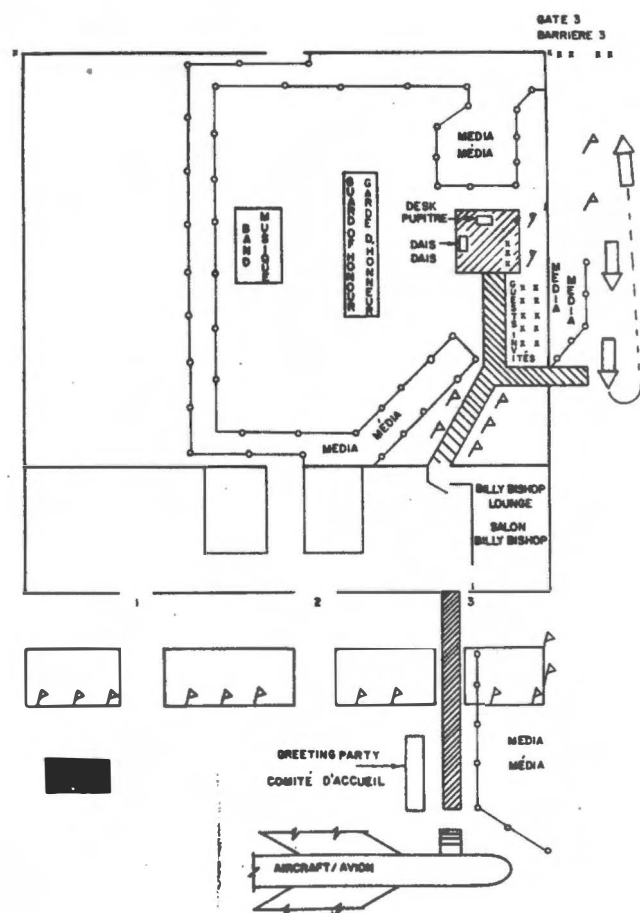 GATE 3
BARRIÈRE 3
MEDIA
MÉDIA
DESK
PUPITRE
DAIS
DAIS
BAND
MUSIQUE
GUARD OF HONOUR
GARDE D'HONNEUR
GUESTS INVITÉS
MEDIA
MEDIA
MEDIA
MÉDIA
BILLY BISHOP
LOUNGE
SALON
BILLY BISHOP
1 2 3
GREETING PARTY
COMITÉ D'ACCUEIL
MEDIA
MÉDIA
AIRCRAFT/AVION